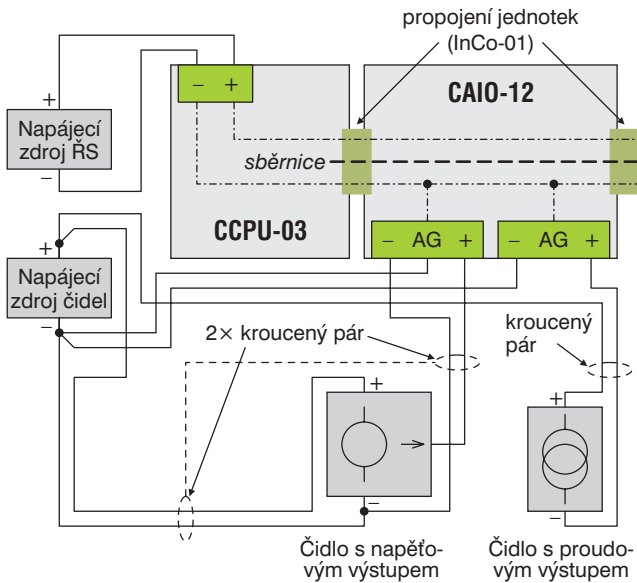 propojení jednotek
(InCo-01)
− +
CAIO-12
+
Napájecí
zdroj ŘS
−
sběrnice
CCPU-03
− AG +
− AG +
+
Napájecí
zdroj čidel
−
2× kroucený pár
kroucený
pár
+
+
−
−
Čidlo s napěťo-
vým výstupem
Čidlo s proudo-
vým výstupem